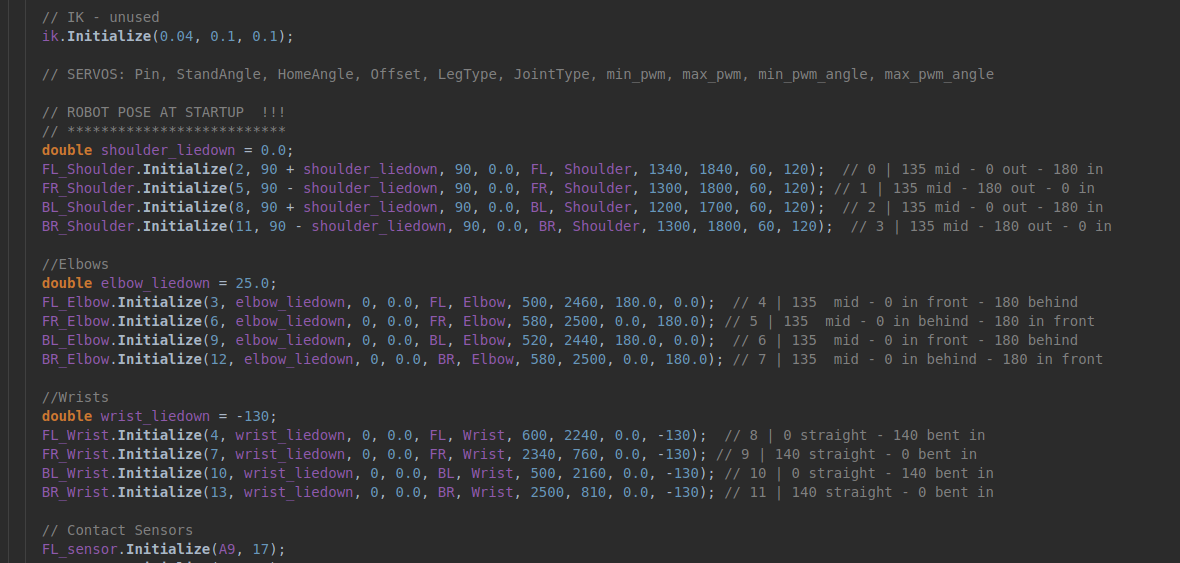 // IK - unused
ik.Initialize(0.04, 0.1, 0.1);
// SERVOS: Pin, StandAngle, HomeAngle, Offset, LegType, JointType, min_pwm, max_pwm, min_pwm_angle, max_pwm_angle
// ROBOT POSE AT STARTUP  !!!
// **************************
double shoulder_liedown = 0.0;
FL_Shoulder.Initialize(2, 90 + shoulder_liedown, 90, 0.0, FL, Shoulder, 1340, 1840, 60, 120);  // 0 | 135 mid - 0 out - 180 in
FR_Shoulder.Initialize(5, 90 - shoulder_liedown, 90, 0.0, FR, Shoulder, 1300, 1800, 60, 120); // 1 | 135 mid - 180 out - 0 in
BL_Shoulder.Initialize(8, 90 + shoulder_liedown, 90, 0.0, BL, Shoulder, 1200, 1700, 60, 120);  // 2 | 135 mid - 0 out - 180 in
BR_Shoulder.Initialize(11, 90 - shoulder_liedown, 90, 0.0, BR, Shoulder, 1300, 1800, 60, 120);  // 3 | 135 mid - 180 out - 0 in
//Elbows
double elbow_liedown = 25.0;
FL_Elbow.Initialize(3, elbow_liedown, 0, 0.0, FL, Elbow, 500, 2460, 180.0, 0.0);  // 4 | 135  mid - 0 in front - 180 behind
FR_Elbow.Initialize(6, elbow_liedown, 0, 0.0, FR, Elbow, 580, 2500, 0.0, 180.0); // 5 | 135  mid - 0 in behind - 180 in front
BL_Elbow.Initialize(9, elbow_liedown, 0, 0.0, BL, Elbow, 520, 2440, 180.0, 0.0);  // 6 | 135  mid - 0 in front - 180 behind
BR_Elbow.Initialize(12, elbow_liedown, 0, 0.0, BR, Elbow, 580, 2500, 0.0, 180.0); // 7 | 135  mid - 0 in behind - 180 in front
//Wrists
double wrist_liedown = -130;
FL_Wrist.Initialize(4, wrist_liedown, 0, 0.0, FL, Wrist, 600, 2240, 0.0, -130);  // 8 | 0 straight - 140 bent in
FR_Wrist.Initialize(7, wrist_liedown, 0, 0.0, FR, Wrist, 2340, 760, 0.0, -130); // 9 | 140 straight - 0 bent in
BL_Wrist.Initialize(10, wrist_liedown, 0, 0.0, BL, Wrist, 500, 2160, 0.0, -130); // 10 | 0 straight - 140 bent in
BR_Wrist.Initialize(13, wrist_liedown, 0, 0.0, BR, Wrist, 2500, 810, 0.0, -130); // 11 | 140 straight - 0 bent in
// Contact Sensors
FL_sensor.Initialize(A9, 17);